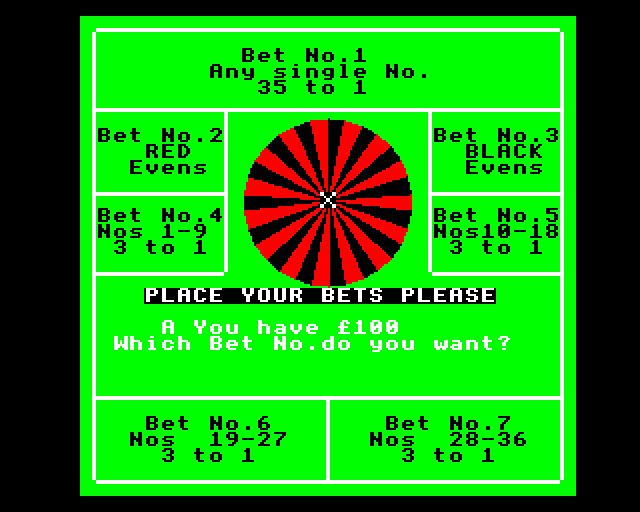 Bet No.1
Any single No.
35 to 1
Bet No.2
RED
Evens
Bet No.3
BLACK
Evens
Bet No.4
Nos 1-9
3 to 1
Bet No.5
Nos10-18
3 to 1
PLACE YOUR BETS PLEASE
A You have £100
Which Bet No.do you want?
Bet No.6
Nos 19-27
3 to 1
Bet No.7
Nos 28-36
3 to 1